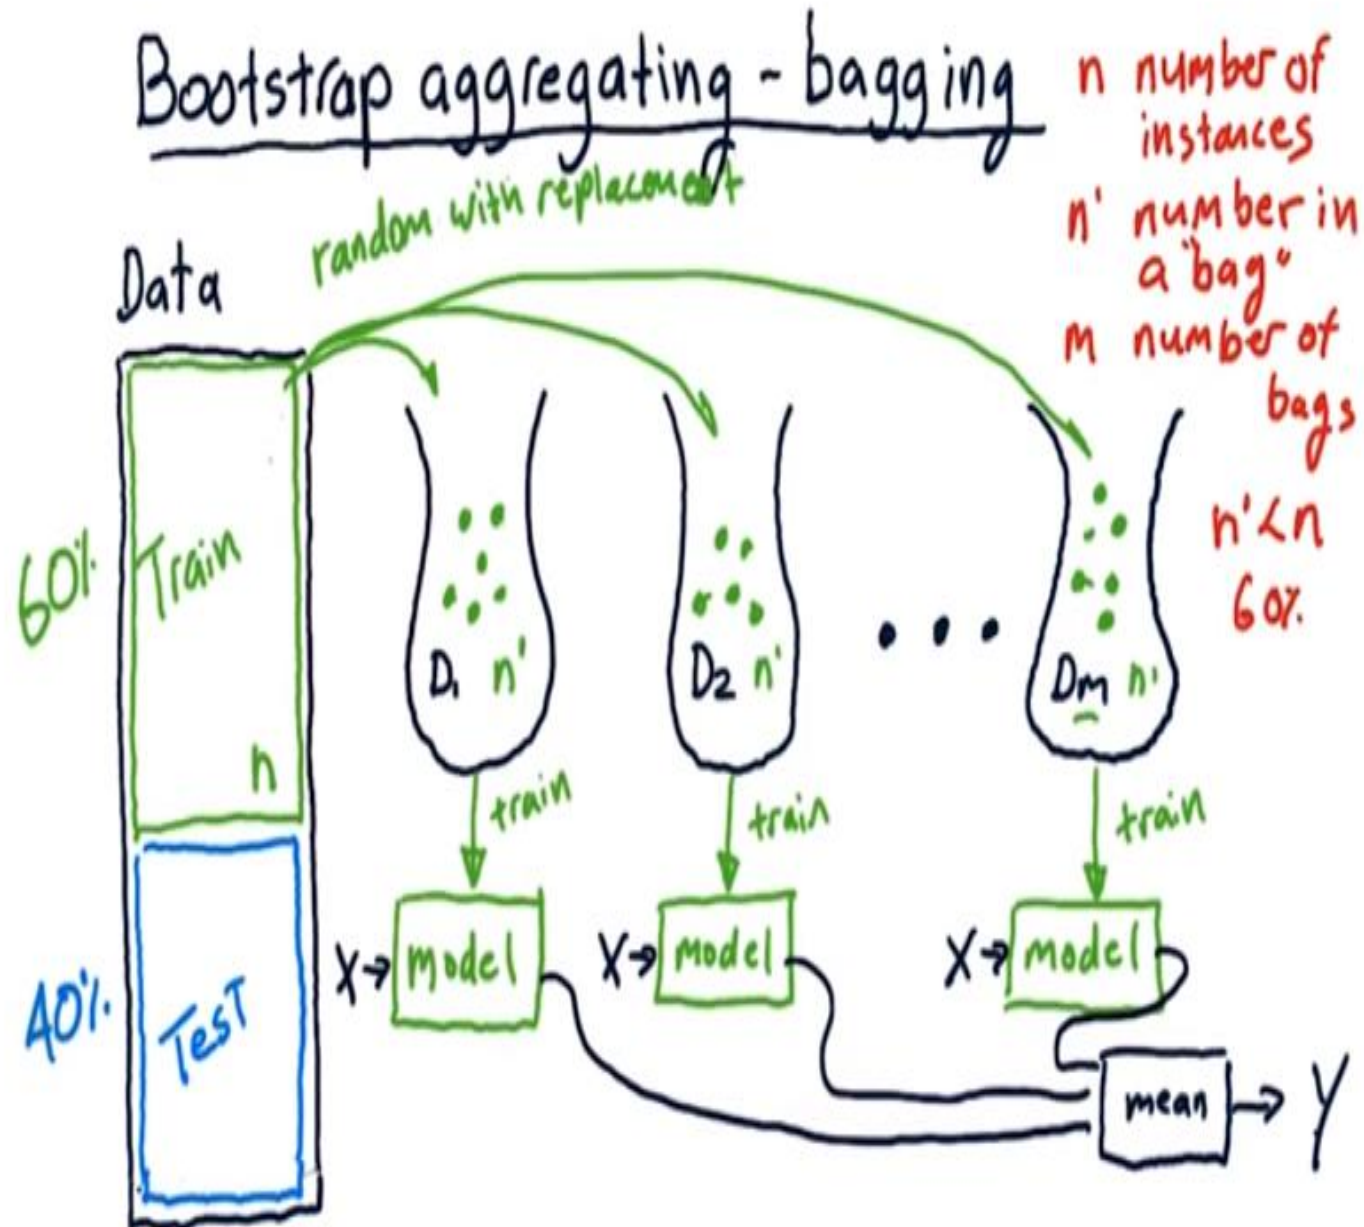 Bootstrap aggregating - bagging
random with replacement
n number of
instances
n' number in
a "bag"
m number of
bags
n'<n
60%
Data
60%
Train
n
40%
Test
D1 n'
D2 n'
...
Dm n'
train
train
train
X→ model
X→ model
X→ model
mean → Y